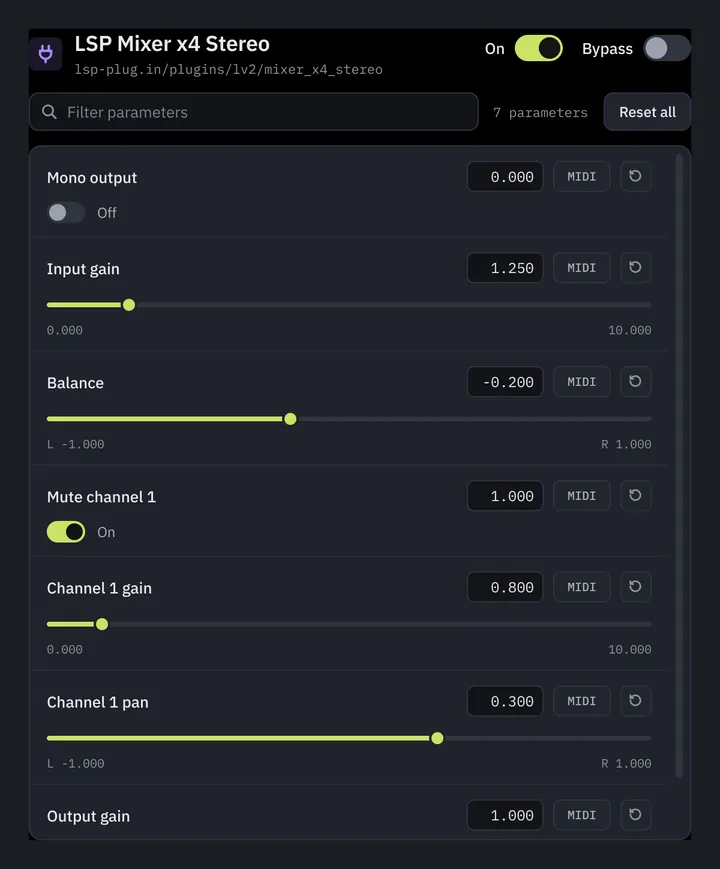 LSP Mixer x4 Stereo
On
Bypass
lsp-plug.in/plugins/lv2/mixer_x4_stereo
Filter parameters
7 parameters
Reset all
Mono output
0.000
MIDI
Off
Input gain
1.250
MIDI
0.000
10.000
Balance
-0.200
MIDI
L -1.000
R 1.000
Mute channel 1
1.000
MIDI
On
Channel 1 gain
0.800
MIDI
0.000
10.000
Channel 1 pan
0.300
MIDI
L -1.000
R 1.000
Output gain
1.000
MIDI